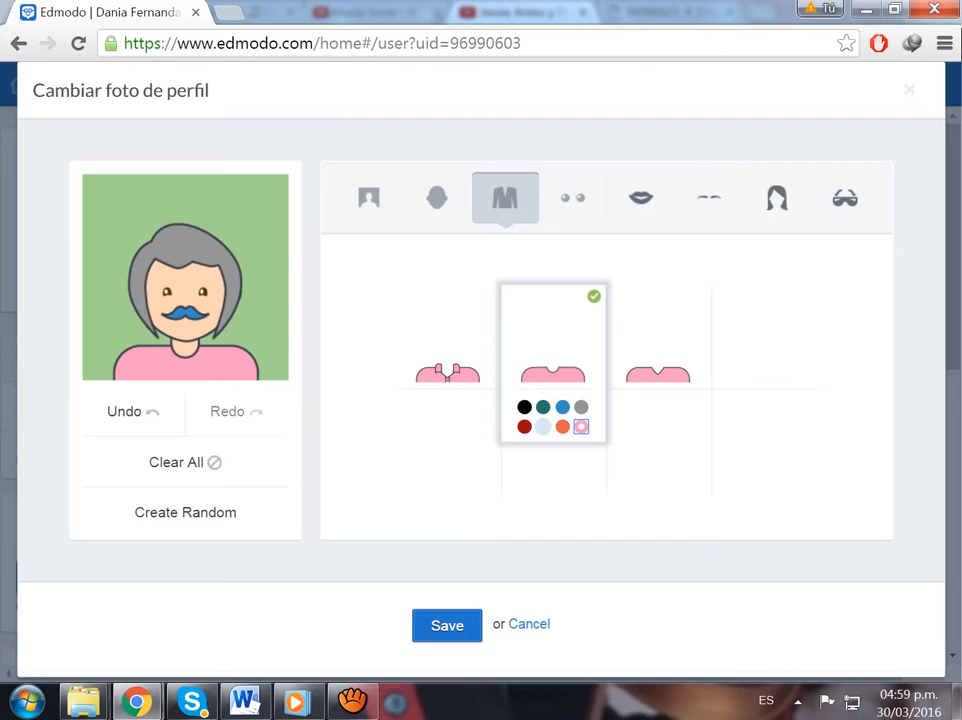 Edmodo | Dania Fernanda
Tú
https://www.edmodo.com/home#/user?uid=96990603
Cambiar foto de perfil
Undo
Redo
Clear All
Create Random
Save or Cancel
ES
04:59 p.m.
30/03/2016